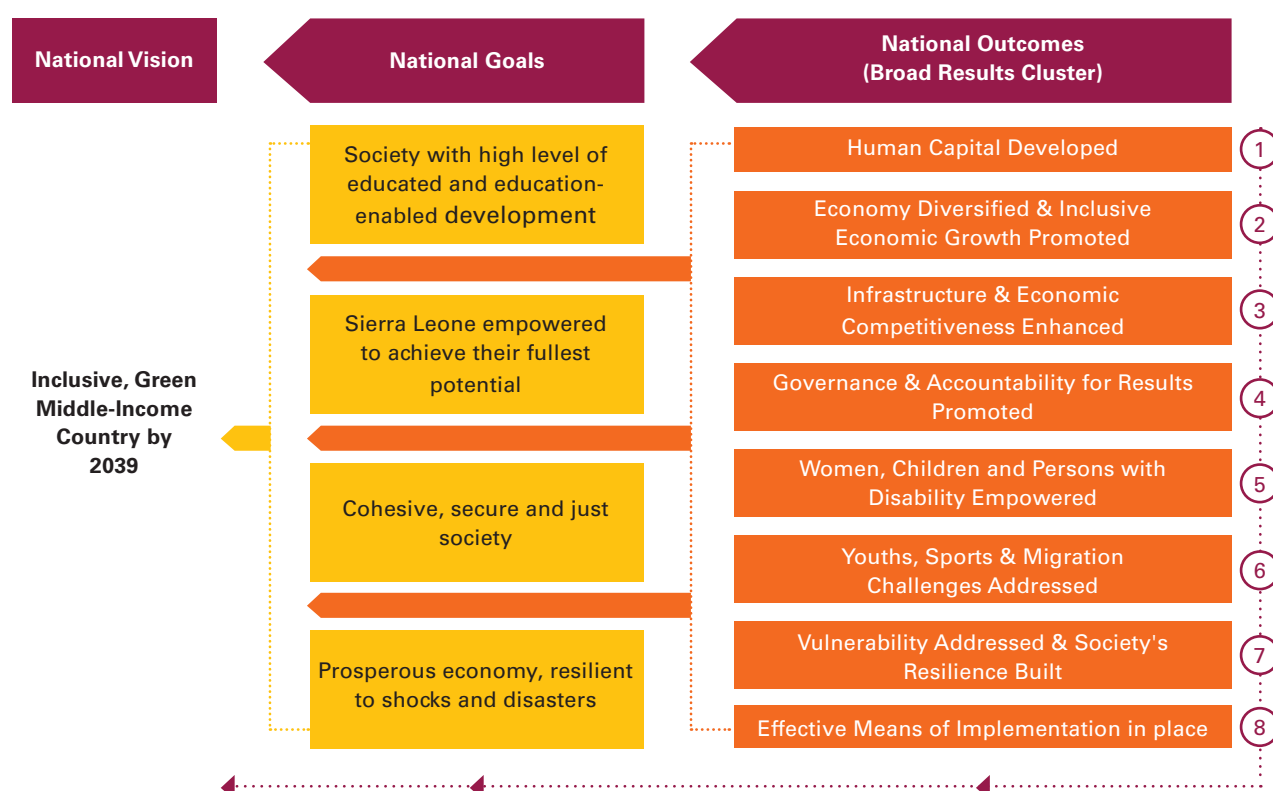 National Vision
National Goals
National Outcomes
(Broad Results Cluster)
Inclusive, Green
Middle-Income
Country by
2039
Society with high level of
educated and education-
enabled development
Sierra Leone empowered
to achieve their fullest
potential
Cohesive, secure and just
society
Prosperous economy, resilient
to shocks and disasters
Human Capital Developed
1
Economy Diversified & Inclusive
Economic Growth Promoted
2
Infrastructure & Economic
Competitiveness Enhanced
3
Governance & Accountability for Results
Promoted
4
Women, Children and Persons with
Disability Empowered
5
Youths, Sports & Migration
Challenges Addressed
6
Vulnerability Addressed & Society's
Resilience Built
7
Effective Means of Implementation in place
8